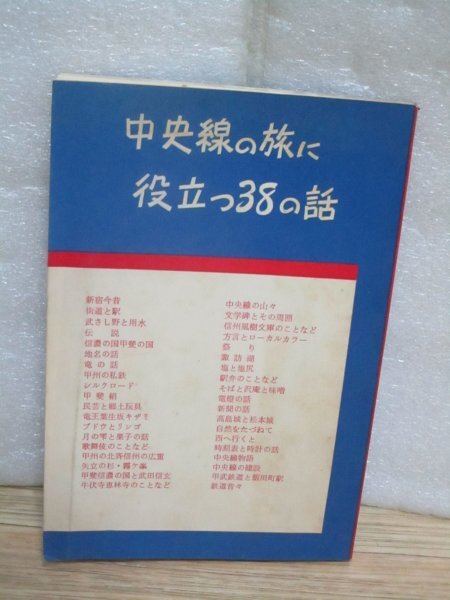 中央線の旅に
役立つ38の話
新宿今昔
街道と駅
武さし野と用水
伝説
信濃の国甲斐の国
地名の話
竜の話
甲州の私鉄
シルクロード
甲斐絹
民芸と郷土玩具
竜王葉生坂キザミ
ブドウとリンゴ
月の雫と菓子の話
歌舞伎のことなど
甲州の北斉信州の広重
矢立の杉・霧ケ峯
甲斐信濃の国と武田信玄
牛伏寺恵林寺のことなど
中央線の山々
文学碑とその周囲
信州風樹文庫のことなど
方言とローカルカラー
祭り
諏訪湖
塩と塩尻
駅弁のことなど
そばと沢庵と味噌
電燈の話
新聞の話
高島城と松本城
自然をたづねて
西へ行くと
時刻表と時計の話
中央線物語
中央線の建設
甲武鉄道と飯田町駅
鉄道昔々